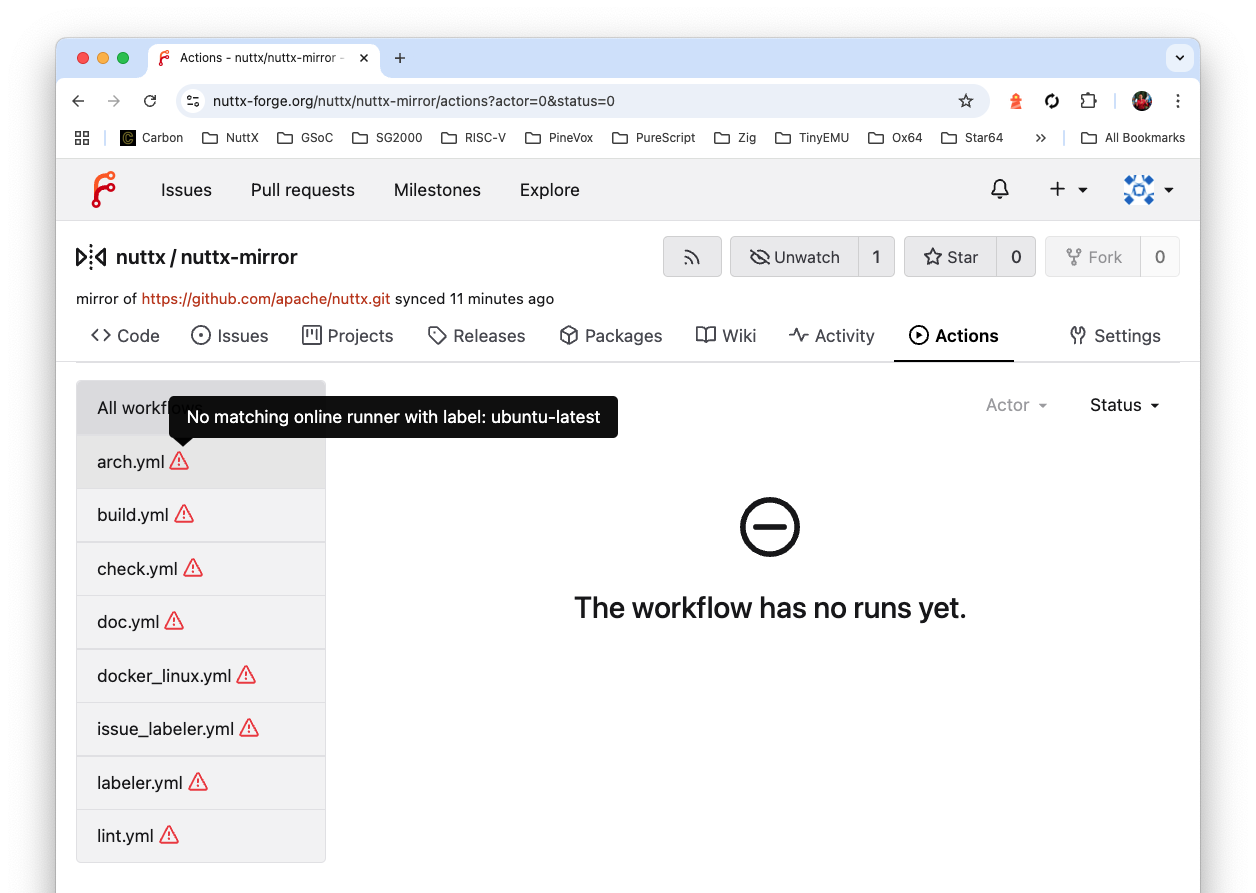 Actions - nuttx/nuttx-mirror -
nuttx-forge.org/nuttx/nuttx-mirror/actions?actor=0&status=0
Carbon NuttX GSoC SG2000 RISC-V PineVox PureScript Zig TinyEMU Ox64 Star64 » All Bookmarks
Issues Pull requests Milestones Explore
nuttx / nuttx-mirror Unwatch 1 Star 0 Fork 0
mirror of https://github.com/apache/nuttx.git synced 11 minutes ago
Code Issues Projects Releases Packages Wiki Activity Actions Settings
All workflows Actor Status
No matching online runner with label: ubuntu-latest
arch.yml
build.yml
check.yml
The workflow has no runs yet.
doc.yml
docker_linux.yml
issue_labeler.yml
labeler.yml
lint.yml